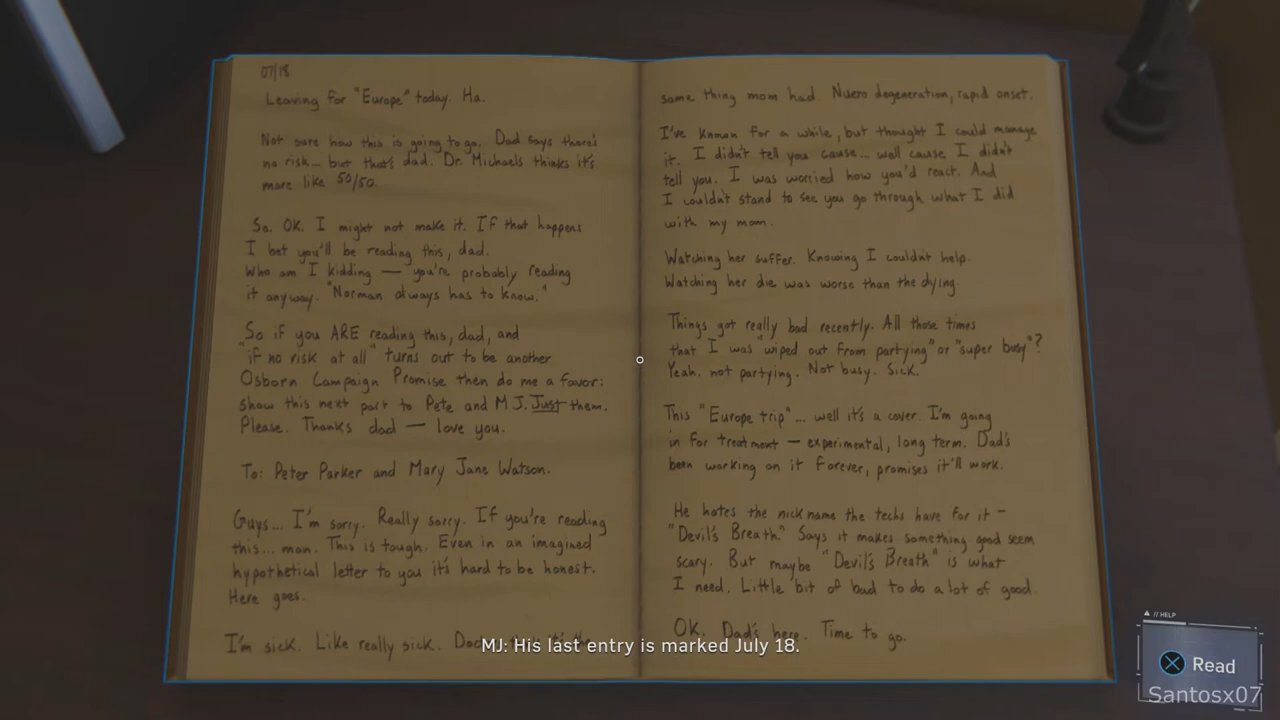 07/18
Leaving for "Europe" today. Ha.
Not sure how this is going to go. Dad says there's
no risk... but that's dad. Dr. Michaels thinks it's
more like 50/50.
So. OK. I might not make it. If that happens
I bet you'll be reading this, dad.
Who am I kidding — you're probably reading
it anyway. "Norman always has to know."
So if you ARE reading this, dad, and
"if no risk at all" turns out to be another
Osborn Campaign Promise then do me a favor:
show this next part to Pete and MJ. Just them.
Please. Thanks dad — love you.
To: Peter Parker and Mary Jane Watson.
Guys... I'm sorry. Really sorry. If you're reading
this... man. This is tough. Even in an imagined
hypothetical letter to you it's hard to be honest.
Here goes.
I'm sick. Like really sick.
some thing mom had. Nuero degeneration, rapid onset.
I've known for a while, but thought I could manage
it. I didn't tell you cause... well cause I didn't
tell you. I was worried how you'd react. And
I couldn't stand to see you go through what I did
with my mom.
Watching her suffer. Knowing I couldn't help.
Watching her die was worse than the dying.
Things got really bad recently. All those times
that I was "wiped out from partying" or "super busy"?
Yeah. not partying. Not busy. Sick.
This "Europe trip"... well it's a cover. I'm going
in for treatment — experimental, long term. Dad's
been working on it forever, promises it'll work.
He hates the nickname the techs have for it -
"Devil's Breath." Says it makes something good seem
scary. But maybe "Devil's Breath" is what
I need. Little bit of bad to do a lot of good.
OK. Dad's here. Time to go.
MJ: His last entry is marked July 18.
// HELP
Read
Santosx07